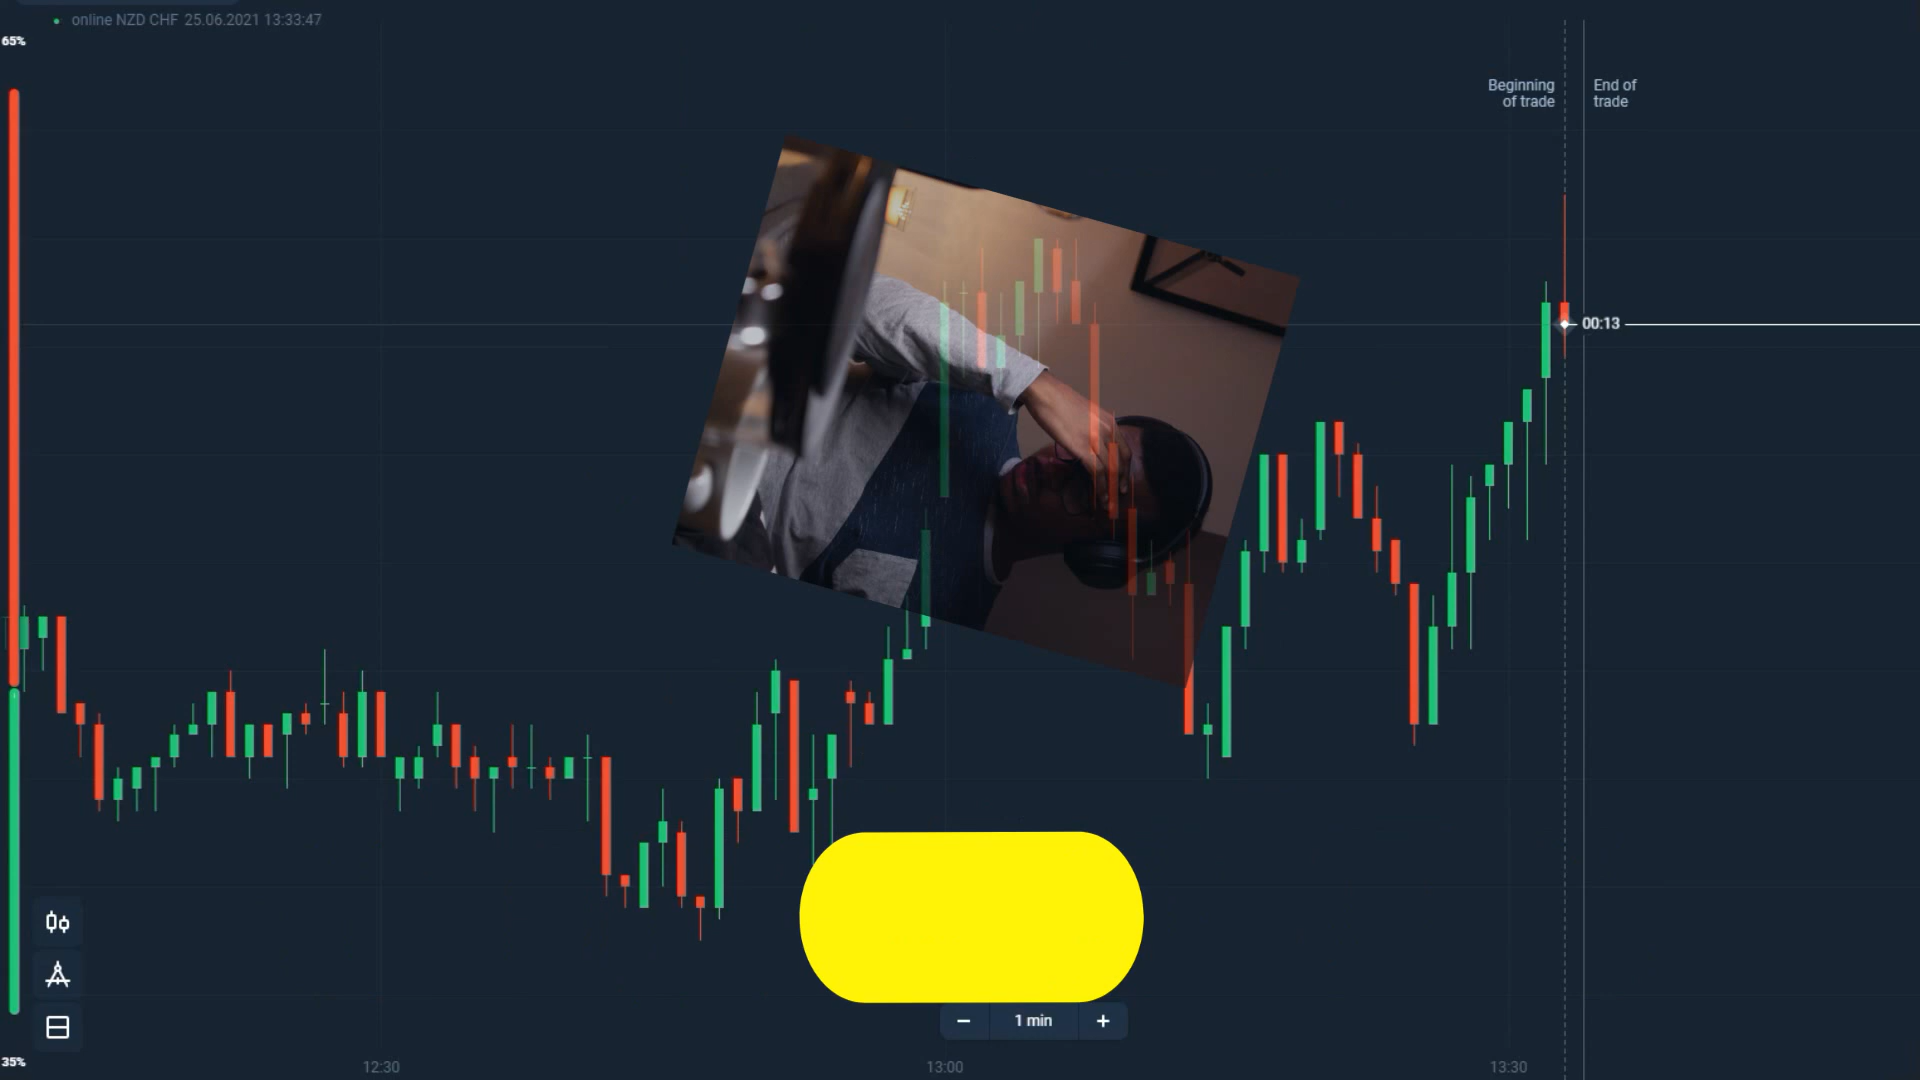 online NZD CHF 25.06.2021 13:33:47
65%
Beginning
of trade
End of
trade
00:13
1 min
35%
12:30
13:00
13:30